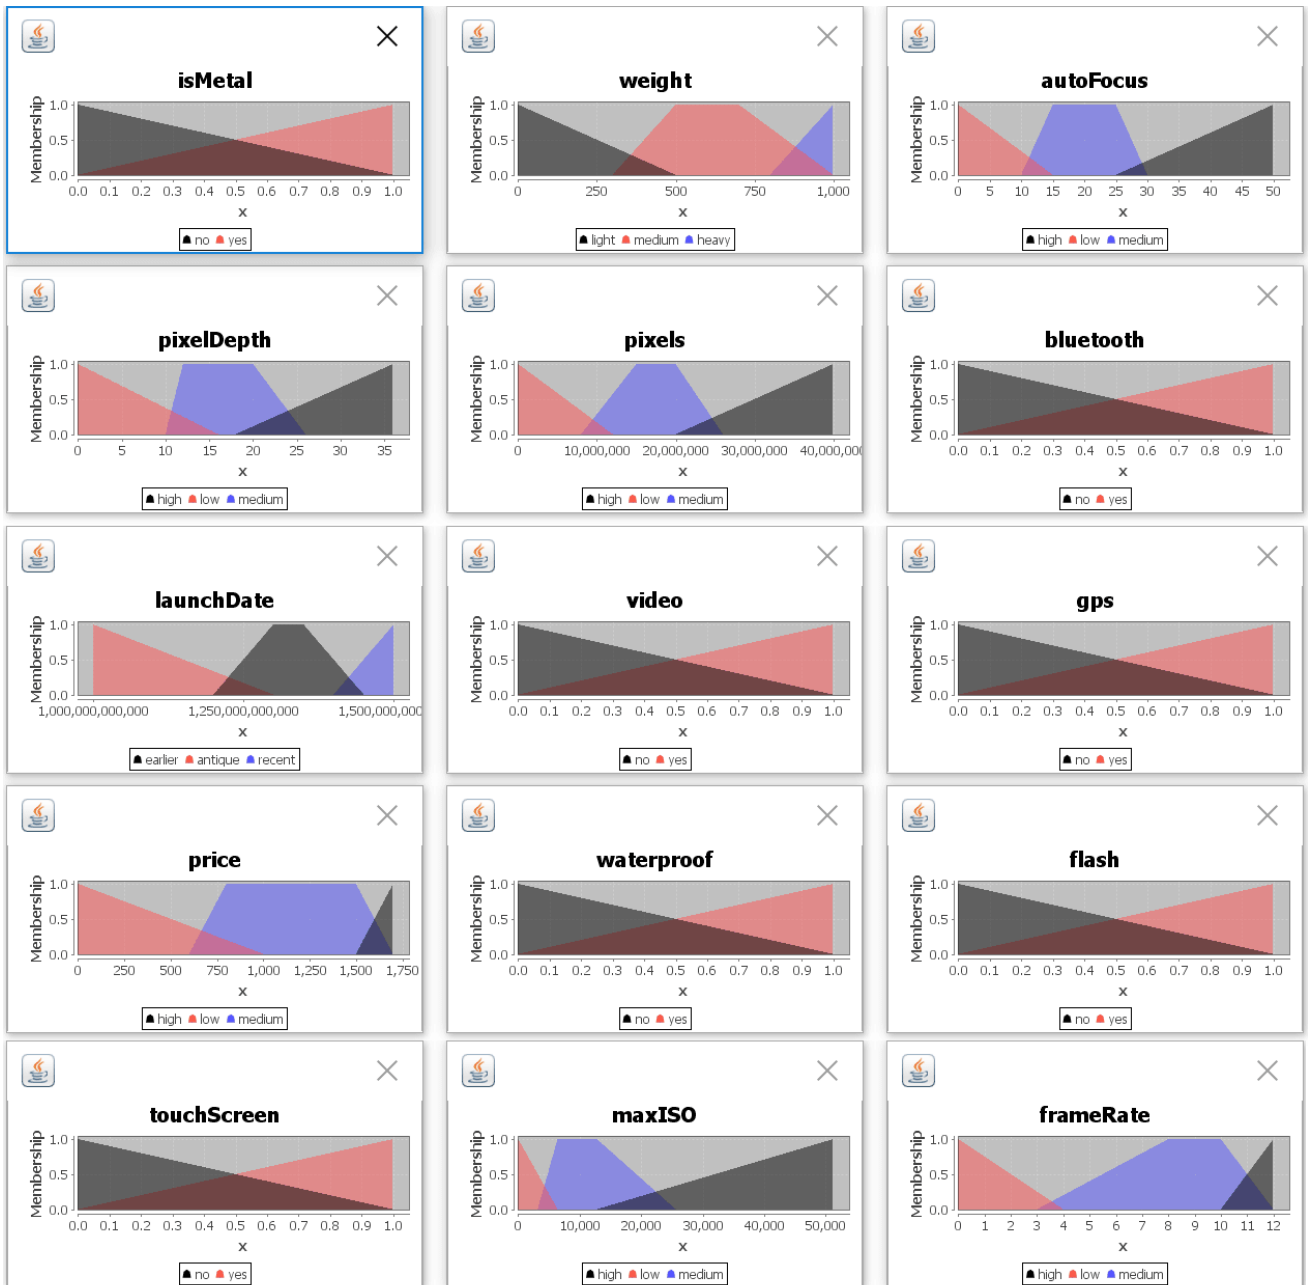 isMetal
Membership
1.0
0.5
0.0
0.0 0.1 0.2 0.3 0.4 0.5 0.6 0.7 0.8 0.9 1.0
x
no yes
weight
Membership
1.0
0.5
0.0
0 250 500 750 1,000
x
light medium heavy
autoFocus
Membership
1.0
0.5
0.0
0 5 10 15 20 25 30 35 40 45 50
x
high low medium
pixelDepth
Membership
1.0
0.5
0.0
0 5 10 15 20 25 30 35
x
high low medium
pixels
Membership
1.0
0.5
0.0
0 10,000,000 20,000,000 30,000,000 40,000,00
x
high low medium
bluetooth
Membership
1.0
0.5
0.0
0.0 0.1 0.2 0.3 0.4 0.5 0.6 0.7 0.8 0.9 1.0
x
no yes
launchDate
Membership
1.0
0.5
0.0
1,000,000,000,000 1,250,000,000,000 1,500,000,000
x
earlier antique recent
video
Membership
1.0
0.5
0.0
0.0 0.1 0.2 0.3 0.4 0.5 0.6 0.7 0.8 0.9 1.0
x
no yes
gps
Membership
1.0
0.5
0.0
0.0 0.1 0.2 0.3 0.4 0.5 0.6 0.7 0.8 0.9 1.0
x
no yes
price
Membership
1.0
0.5
0.0
0 250 500 750 1,000 1,250 1,500 1,750
x
high low medium
waterproof
Membership
1.0
0.5
0.0
0.0 0.1 0.2 0.3 0.4 0.5 0.6 0.7 0.8 0.9 1.0
x
no yes
flash
Membership
1.0
0.5
0.0
0.0 0.1 0.2 0.3 0.4 0.5 0.6 0.7 0.8 0.9 1.0
x
no yes
touchScreen
Membership
1.0
0.5
0.0
0.0 0.1 0.2 0.3 0.4 0.5 0.6 0.7 0.8 0.9 1.0
x
no yes
maxISO
Membership
1.0
0.5
0.0
0 10,000 20,000 30,000 40,000 50,000
x
high low medium
frameRate
Membership
1.0
0.5
0.0
0 1 2 3 4 5 6 7 8 9 10 11 12
x
high low medium